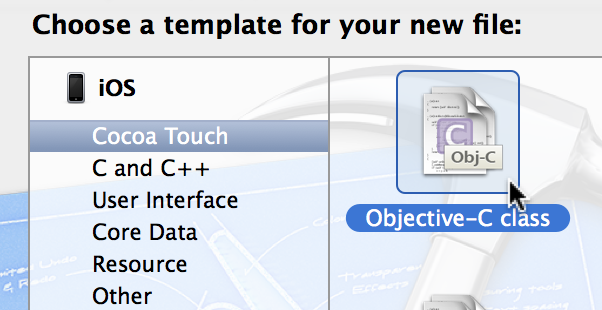 Choose a template for your new file:
iOS
Cocoa Touch
C and C++
User Interface
Core Data
Resource
Other
C
Obj-C
Objective-C class